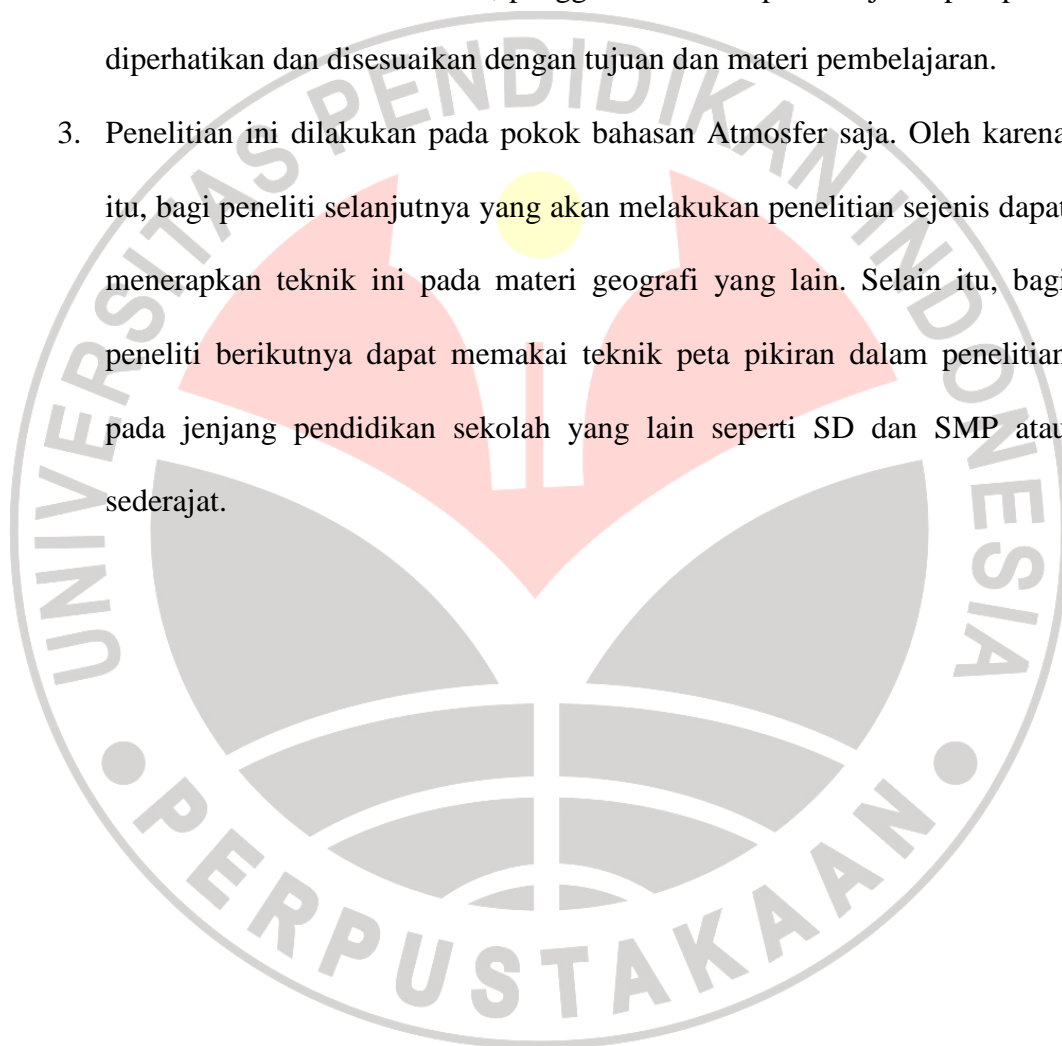 diperhatikan dan disesuaikan dengan tujuan dan materi pembelajaran.
3. Penelitian ini dilakukan pada pokok bahasan Atmosfer saja. Oleh karena
itu, bagi peneliti selanjutnya yang akan melakukan penelitian sejenis dapat
menerapkan teknik ini pada materi geografi yang lain. Selain itu, bagi
peneliti berikutnya dapat memakai teknik peta pikiran dalam penelitian
pada jenjang pendidikan sekolah yang lain seperti SD dan SMP atau
sederajat.
UNIVERSITAS PENDIDIKAN INDONESIA
PERPUSTAKAAN